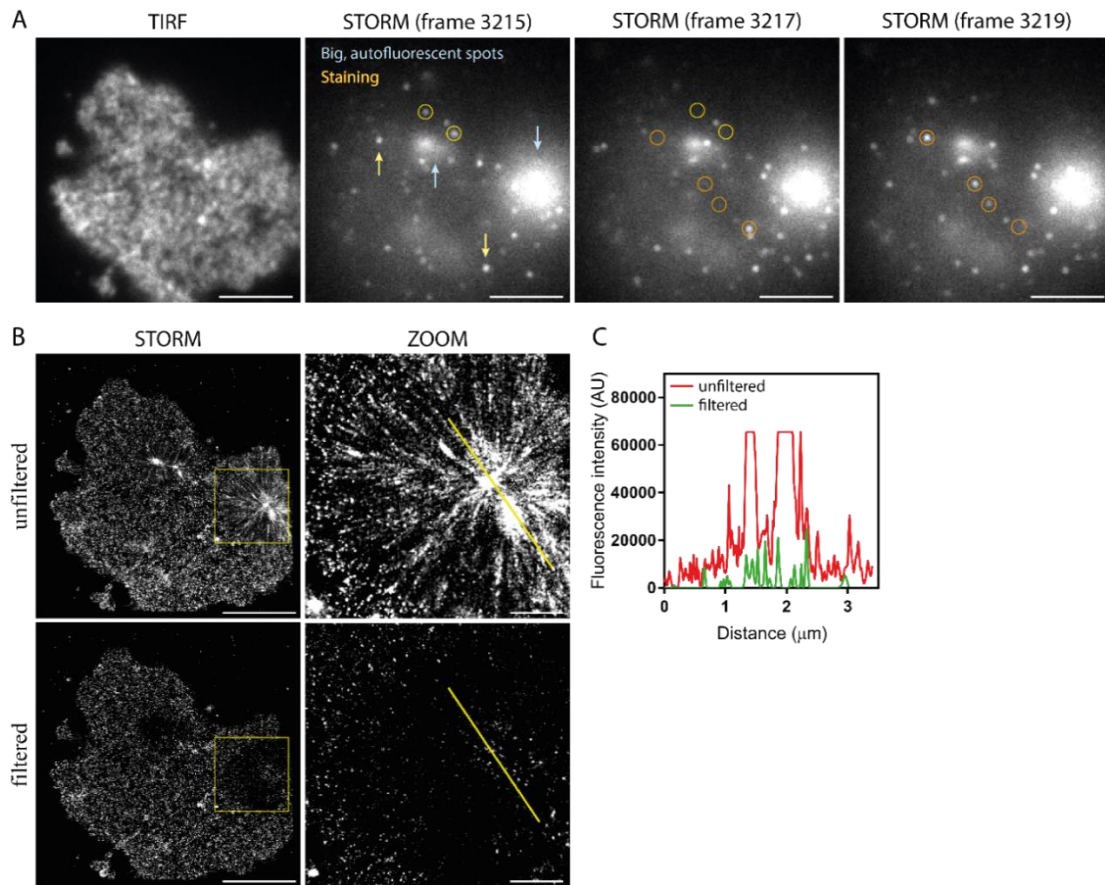 A
TIRF
STORM (frame 3215)
STORM (frame 3217)
STORM (frame 3219)
Big, autofluorescent spots
Staining
B
STORM
ZOOM
unfiltered
filtered
C
unfiltered
filtered
Fluorescence intensity (AU)
80000
60000
40000
20000
0
0
1
2
3
Distance (μm)